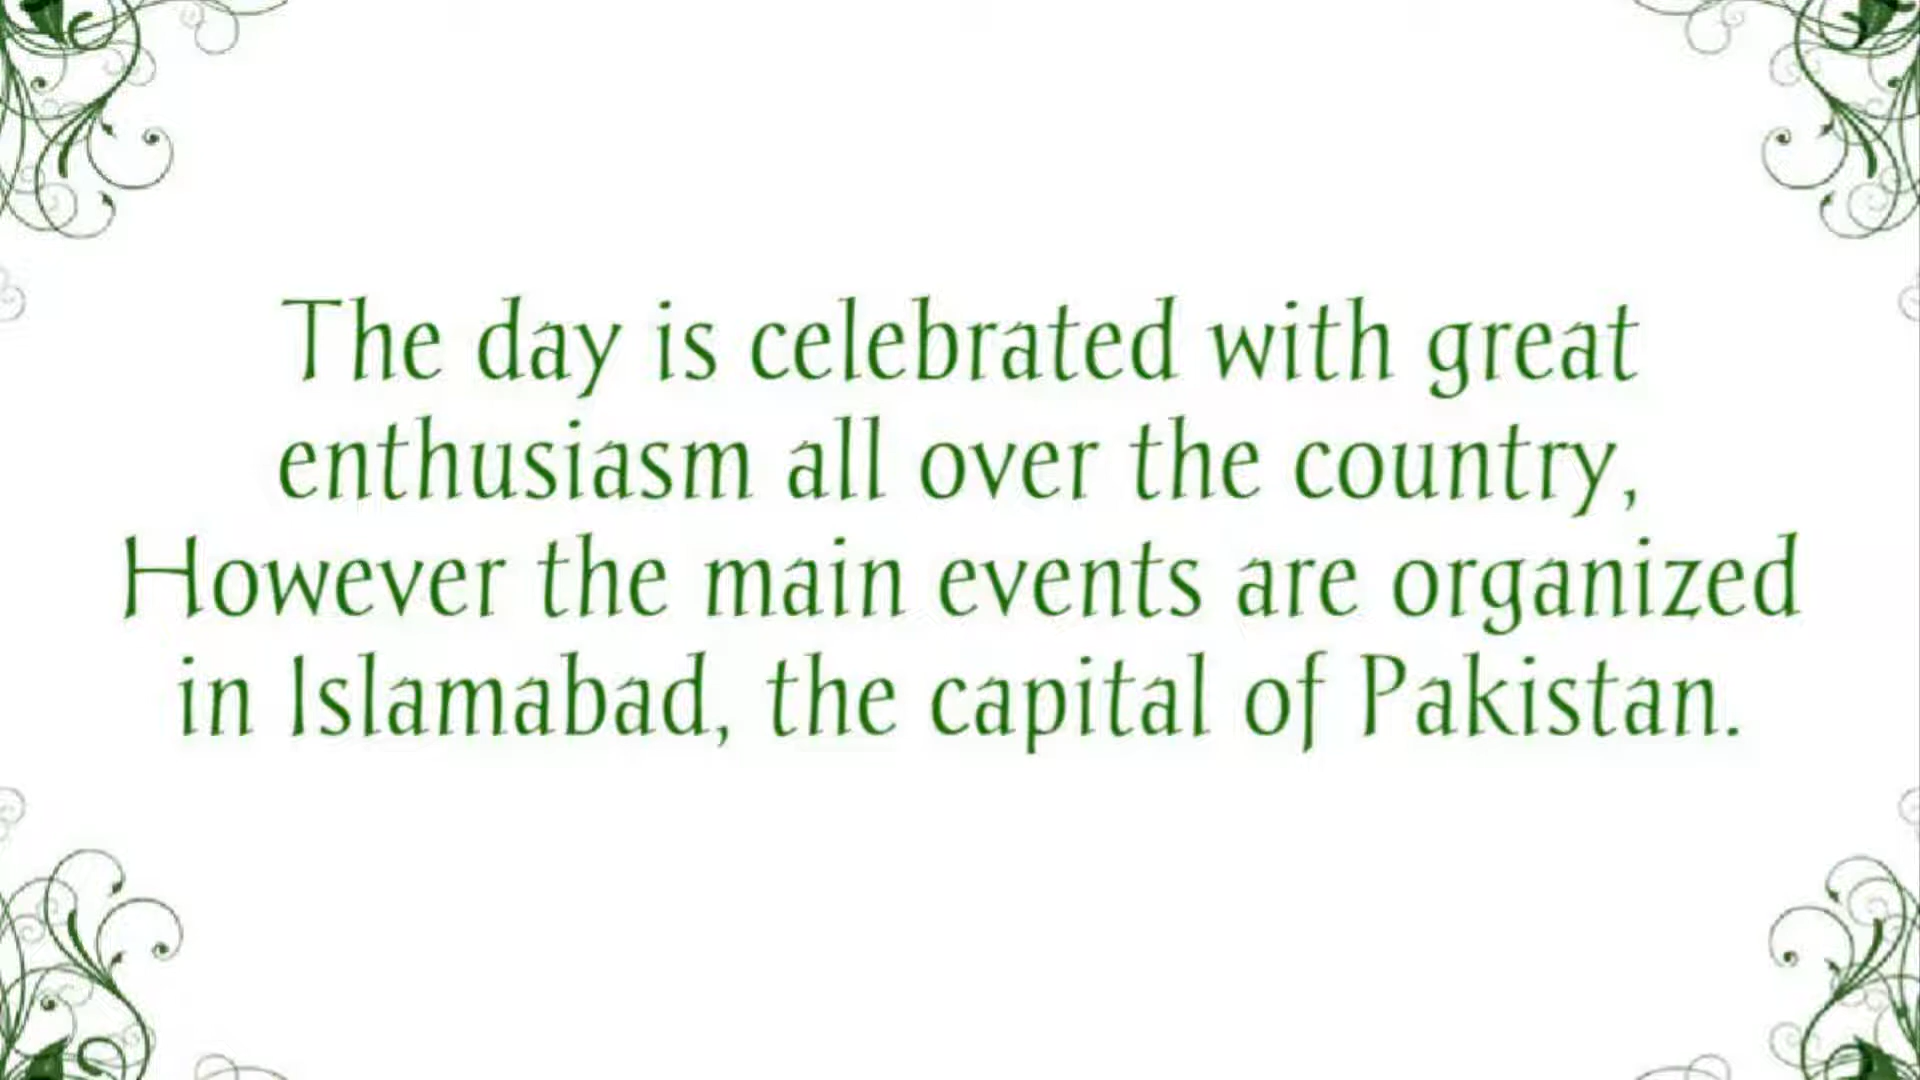 The day is celebrated with great
enthusiasm all over the country,
However the main events are organized
in Islamabad, the capital of Pakistan.